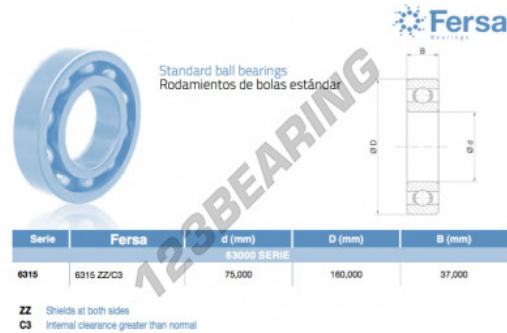 Fersa
Bearings
Standard ball bearings
Rodamientos de bolas estándar
B
Ø D
Ø d
123BEARING
Serie Fersa d (mm) D (mm) B (mm)
63000 SERIE
6315 6315 ZZ/C3 75,000 160,000 37,000
ZZ Shields at both sides
C3 Internal clearance greater than normal